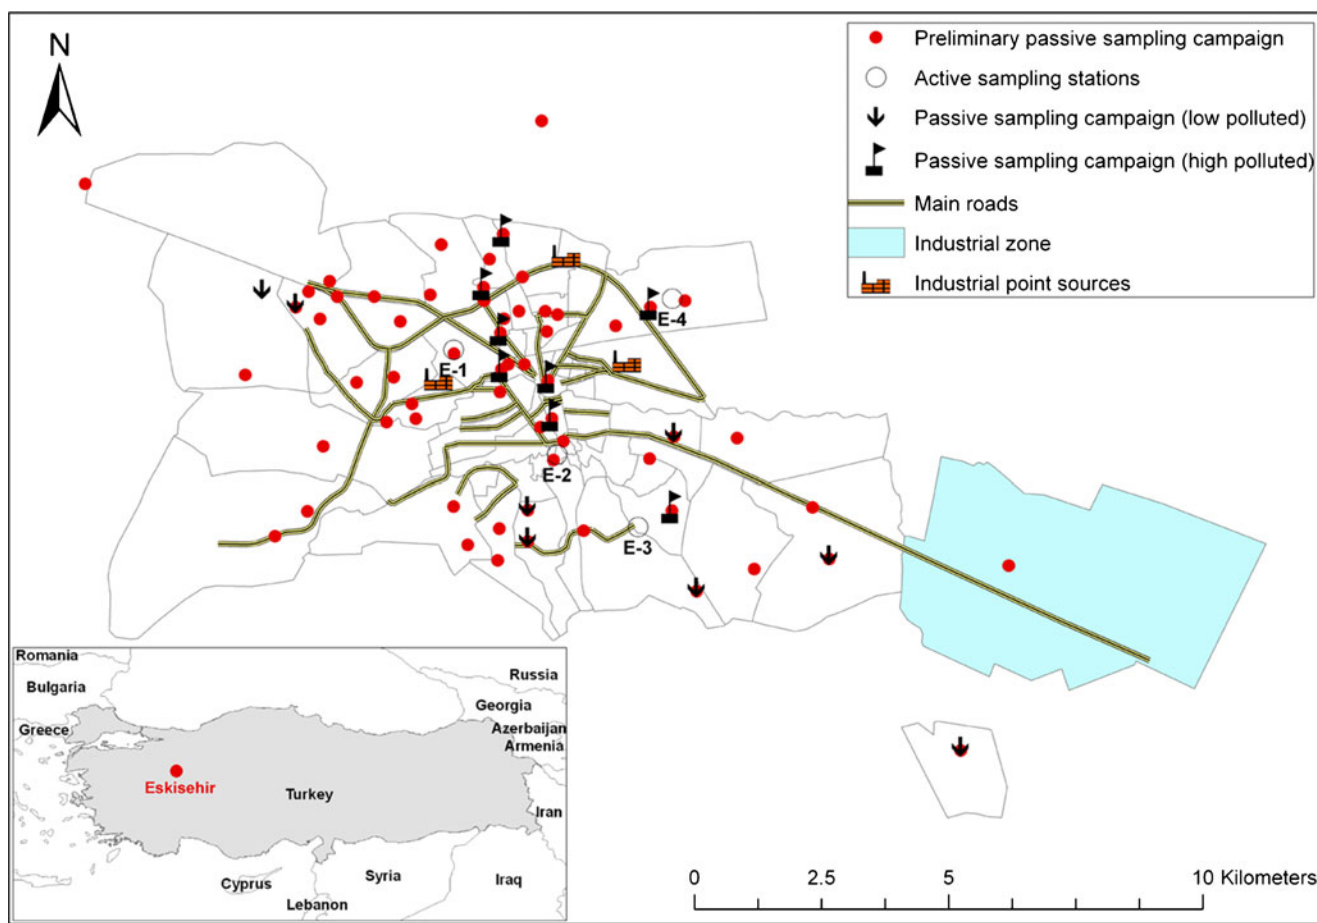 N
Preliminary passive sampling campaign
Active sampling stations
Passive sampling campaign (low polluted)
Passive sampling campaign (high polluted)
Main roads
Industrial zone
Industrial point sources
E-4
E-1
E-2
E-3
Romania
Bulgaria
Greece
Russia
Georgia
Azerbaijan
Armenia
Eskisehir
Turkey
Iran
Cyprus
Syria
Iraq
Lebanon
0 2.5 5 10 Kilometers